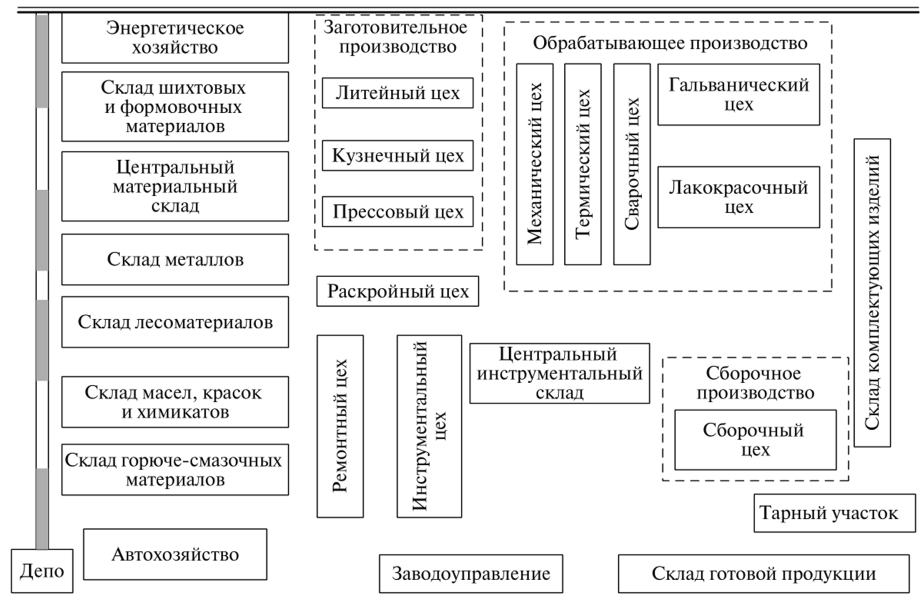 Энергетическое
хозяйство
Склад шихтовых
и формовочных
материалов
Центральный
материальный
склад
Склад металлов
Склад лесоматериалов
Склад масел, красок
и химикатов
Склад горюче-смазочных
материалов
Автохозяйство
Депо
Заготовительное
производство
Литейный цех
Кузнечный цех
Прессовый цех
Раскройный цех
Ремонтный цех
Инструментальный
цех
Центральный
инструментальный
склад
Обрабатывающее производство
Механический цех
Термический цех
Сварочный цех
Гальванический
цех
Лакокрасочный
цех
Склад комплектующих изделий
Сборочное
производство
Сборочный
цех
Тарный участок
Заводоуправление
Склад готовой продукции